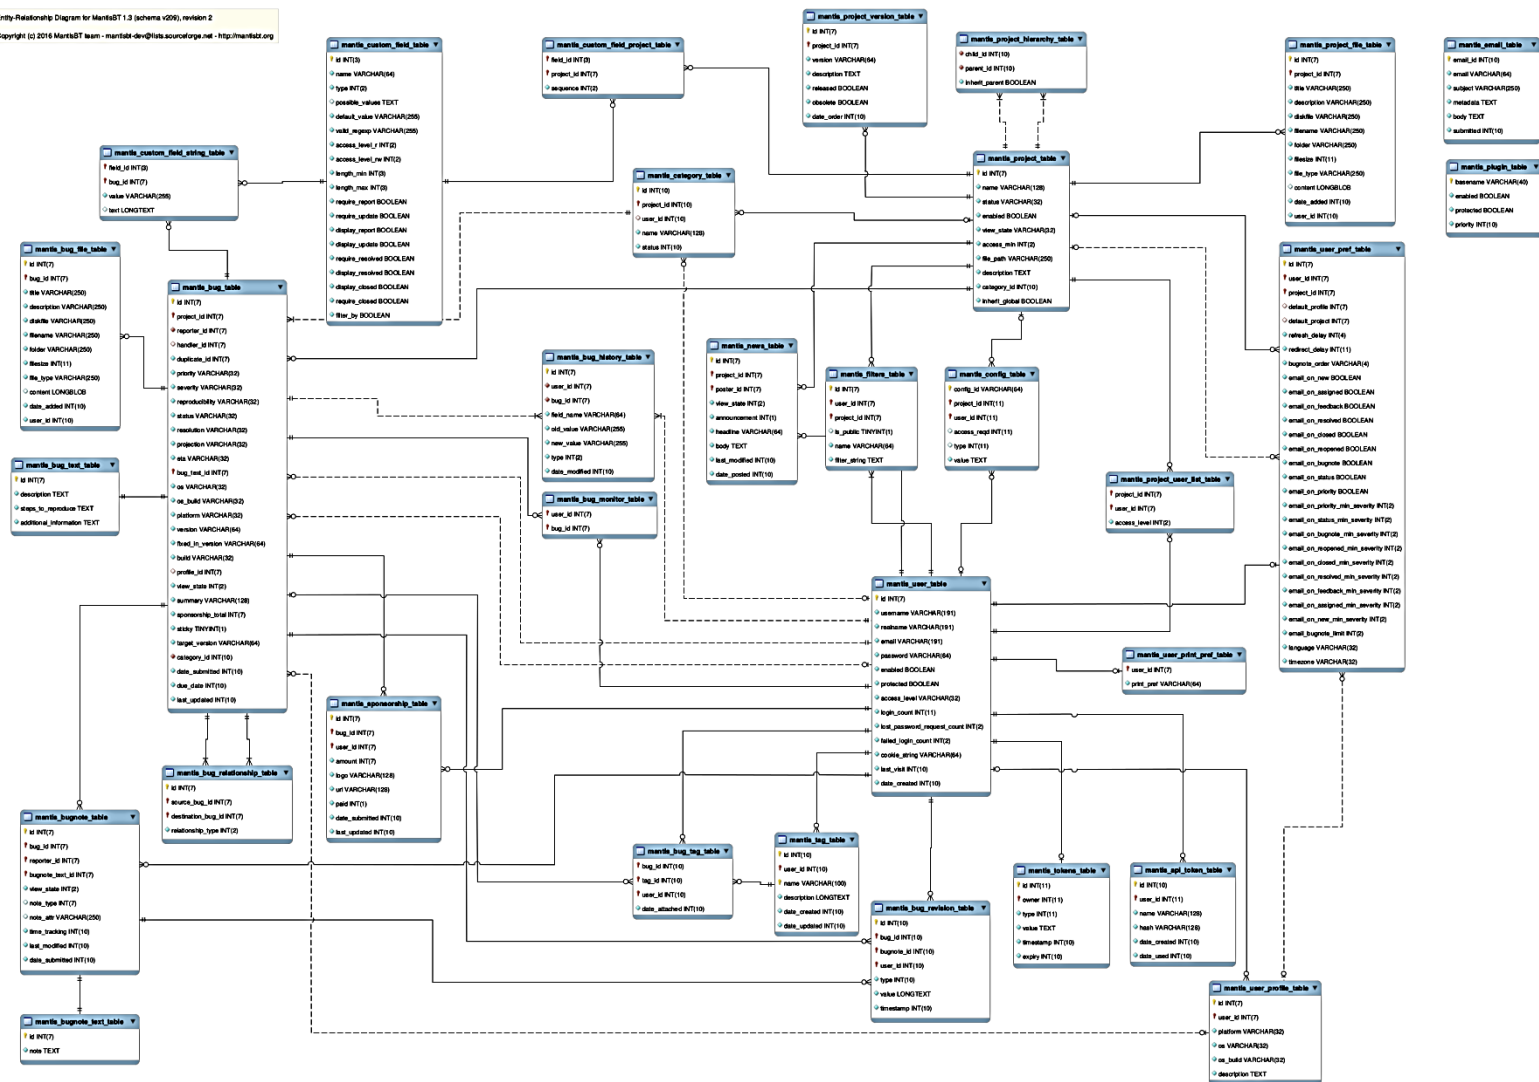 ntity-Relationship Diagram for MantisBT 1.3 (schema v209), revision 2
Copyright (c) 2016 MantisBT team - mantisbt-dev@lists.sourceforge.net - http://mantisbt.org
mantis_custom_field_table
id INT(3)
name VARCHAR(64)
type INT(2)
possible_values TEXT
default_value VARCHAR(255)
valid_regexp VARCHAR(255)
access_level_r INT(2)
access_level_rw INT(2)
length_min INT(3)
length_max INT(3)
require_report BOOLEAN
require_update BOOLEAN
display_report BOOLEAN
display_update BOOLEAN
require_resolved BOOLEAN
display_resolved BOOLEAN
display_closed BOOLEAN
require_closed BOOLEAN
filter_by BOOLEAN
mantis_custom_field_project_table
field_id INT(3)
project_id INT(7)
sequence INT(2)
mantis_project_version_table
id INT(7)
project_id INT(7)
version VARCHAR(64)
description TEXT
released BOOLEAN
obsolete BOOLEAN
date_order INT(10)
mantis_project_hierarchy_table
child_id INT(10)
parent_id INT(10)
inherit_parent BOOLEAN
mantis_project_file_table
id INT(7)
project_id INT(7)
title VARCHAR(250)
description VARCHAR(250)
diskfile VARCHAR(250)
filename VARCHAR(250)
folder VARCHAR(250)
filesize INT(11)
file_type VARCHAR(250)
content LONGBLOB
date_added INT(10)
user_id INT(10)
mantis_email_table
email_id INT(10)
email VARCHAR(64)
subject VARCHAR(250)
metadata TEXT
body TEXT
submitted INT(10)
mantis_plugin_table
basename VARCHAR(40)
enabled BOOLEAN
protected BOOLEAN
priority INT(10)
mantis_custom_field_string_table
field_id INT(3)
bug_id INT(7)
value VARCHAR(255)
text LONGTEXT
mantis_category_table
id INT(10)
project_id INT(10)
user_id INT(10)
name VARCHAR(128)
status INT(10)
mantis_project_table
id INT(7)
name VARCHAR(128)
status VARCHAR(32)
enabled BOOLEAN
view_state VARCHAR(32)
access_min INT(2)
file_path VARCHAR(250)
description TEXT
category_id INT(10)
inherit_global BOOLEAN
mantis_bug_file_table
id INT(7)
bug_id INT(7)
title VARCHAR(250)
description VARCHAR(250)
diskfile VARCHAR(250)
filename VARCHAR(250)
folder VARCHAR(250)
filesize INT(11)
file_type VARCHAR(250)
content LONGBLOB
date_added INT(10)
user_id INT(10)
mantis_bug_table
id INT(7)
project_id INT(7)
reporter_id INT(7)
handler_id INT(7)
duplicate_id INT(7)
priority VARCHAR(32)
severity VARCHAR(32)
reproducibility VARCHAR(32)
status VARCHAR(32)
resolution VARCHAR(32)
projection VARCHAR(32)
eta VARCHAR(32)
bug_text_id INT(7)
os VARCHAR(32)
os_build VARCHAR(32)
platform VARCHAR(32)
version VARCHAR(64)
fixed_in_version VARCHAR(64)
build VARCHAR(32)
profile_id INT(7)
view_state INT(2)
summary VARCHAR(128)
sponsorship_total INT(7)
sticky TINYINT(1)
target_version VARCHAR(64)
category_id INT(10)
date_submitted INT(10)
due_date INT(10)
last_updated INT(10)
mantis_user_pref_table
id INT(7)
user_id INT(7)
project_id INT(7)
default_profile INT(7)
default_project INT(7)
refresh_delay INT(4)
redirect_delay INT(11)
bugnote_order VARCHAR(4)
email_on_new BOOLEAN
email_on_assigned BOOLEAN
email_on_feedback BOOLEAN
email_on_resolved BOOLEAN
email_on_closed BOOLEAN
email_on_reopened BOOLEAN
email_on_bugnote BOOLEAN
email_on_status BOOLEAN
email_on_priority BOOLEAN
email_on_priority_min_severity INT(2)
email_on_status_min_severity INT(2)
email_on_bugnote_min_severity INT(2)
email_on_reopened_min_severity INT(2)
email_on_closed_min_severity INT(2)
email_on_resolved_min_severity INT(2)
email_on_feedback_min_severity INT(2)
email_on_assigned_min_severity INT(2)
email_on_new_min_severity INT(2)
email_bugnote_limit INT(2)
language VARCHAR(32)
timezone VARCHAR(32)
mantis_bug_history_table
id INT(7)
user_id INT(7)
bug_id INT(7)
field_name VARCHAR(64)
old_value VARCHAR(255)
new_value VARCHAR(255)
type INT(2)
date_modified INT(10)
mantis_news_table
id INT(7)
project_id INT(7)
poster_id INT(7)
view_state INT(2)
announcement INT(1)
headline VARCHAR(64)
body TEXT
last_modified INT(10)
date_posted INT(10)
mantis_filters_table
id INT(7)
user_id INT(7)
project_id INT(7)
is_public TINYINT(1)
name VARCHAR(64)
filter_string TEXT
mantis_config_table
config_id VARCHAR(64)
project_id INT(11)
user_id INT(11)
access_reqd INT(11)
type INT(11)
value TEXT
mantis_bug_text_table
id INT(7)
description TEXT
steps_to_reproduce TEXT
additional_information TEXT
mantis_bug_monitor_table
user_id INT(7)
bug_id INT(7)
mantis_project_user_list_table
project_id INT(7)
user_id INT(7)
access_level INT(2)
mantis_user_table
id INT(7)
username VARCHAR(191)
realname VARCHAR(191)
email VARCHAR(191)
password VARCHAR(64)
enabled BOOLEAN
protected BOOLEAN
access_level VARCHAR(32)
login_count INT(11)
lost_password_request_count INT(2)
failed_login_count INT(2)
cookie_string VARCHAR(64)
last_visit INT(10)
date_created INT(10)
mantis_user_print_pref_table
user_id INT(7)
print_pref VARCHAR(64)
mantis_sponsorship_table
id INT(7)
bug_id INT(7)
user_id INT(7)
amount INT(7)
logo VARCHAR(128)
url VARCHAR(128)
paid INT(1)
date_submitted INT(10)
last_updated INT(10)
mantis_bug_relationship_table
id INT(7)
source_bug_id INT(7)
destination_bug_id INT(7)
relationship_type INT(2)
mantis_bugnote_table
id INT(7)
bug_id INT(7)
reporter_id INT(7)
bugnote_text_id INT(7)
view_state INT(2)
note_type INT(7)
note_attr VARCHAR(250)
time_tracking INT(10)
last_modified INT(10)
date_submitted INT(10)
mantis_bug_tag_table
bug_id INT(10)
tag_id INT(10)
user_id INT(10)
date_attached INT(10)
mantis_tag_table
id INT(10)
user_id INT(10)
name VARCHAR(100)
description LONGTEXT
date_created INT(10)
date_updated INT(10)
mantis_bug_revision_table
id INT(10)
bug_id INT(10)
bugnote_id INT(10)
user_id INT(10)
type INT(10)
value LONGTEXT
timestamp INT(10)
mantis_tokens_table
id INT(11)
owner INT(11)
type INT(11)
value TEXT
timestamp INT(10)
expiry INT(10)
mantis_api_token_table
id INT(10)
user_id INT(11)
name VARCHAR(128)
hash VARCHAR(128)
date_created INT(10)
date_used INT(10)
mantis_user_profile_table
id INT(7)
user_id INT(7)
platform VARCHAR(32)
os VARCHAR(32)
os_build VARCHAR(32)
description TEXT
mantis_bugnote_text_table
id INT(7)
note TEXT